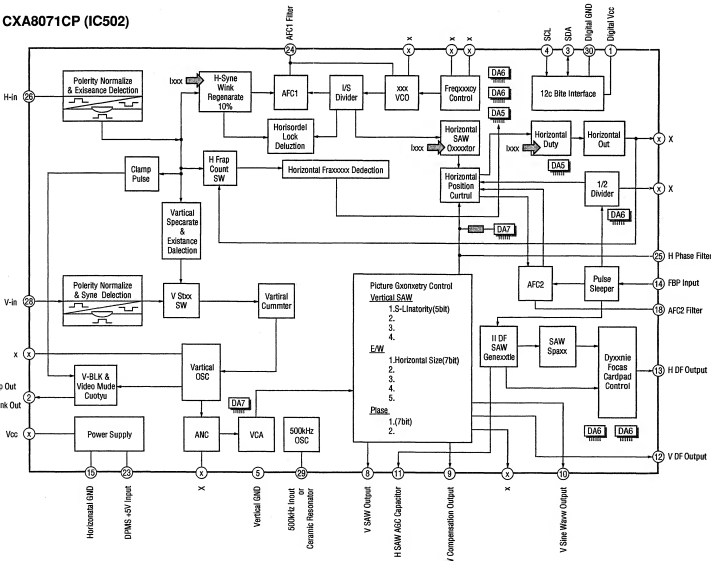 CXA8071CP (IC502)
AFC1 Filter
24
x
x
x
SCL
4
SDA
3
Digital GND
30
Digital Vcc
1
H-in
26
Polerity Normalize
& Exiseance Delection
Ixxx
H-Syne
Wink
Regenarate
10%
AFC1
I/S
Divider
xxx
VCO
Freqxxxcy
Control
DA6
DA6
DA5
12c Bite Interface
Horisordel
Lock
Deluztion
Horizontal
SAW
Oxxxxtor
Ixxx
Horizontal
Duty
Ixxx
Horizontal
Out
x
X
DA5
Clamp
Pulse
H Frap
Count
SW
Horizontal Fraxxxxx Dedection
Horizontal
Position
Curtrul
1/2
Divider
x
X
DA6
Vartical
Specarate
&
Existance
Dalection
DA7
25
H Phase Filter
V-in
28
Polerity Normalize
& Syne Delection
V Stxx
SW
Vartiral
Cummter
Picture Gxonxetry Control
Vertical SAW
1.S-LInatority(5bit)
2.
3.
4.
E/W
1.Horizontal Size(7bit)
2.
3.
4.
5.
Plase
1.(7bit)
2.
AFC2
Pulse
Sleeper
14
FBP Input
18
AFC2 Filter
x
x
Vartical
OSC
V-BLK &
Video Mude
Cuotyu
II DF
SAW
Genexxtle
SAW
Spaxx
Dyxxnie
Focas
Cardpad
Control
13
H DF Output
p Out
2
nk Out
DA7
Vcc
x
Power Supply
ANC
VCA
500kHz
OSC
DA6
DA6
12
V DF Output
15
Horizonatal GND
23
DPMS +5V Input
x
X
5
Vertical GND
29
500kHz Inout
or
Ceramic Resonator
8
V SAW Output
11
H SAW AGC Capacitor
9
V Compensation Output
x
x
10
V Sine Wavw Output